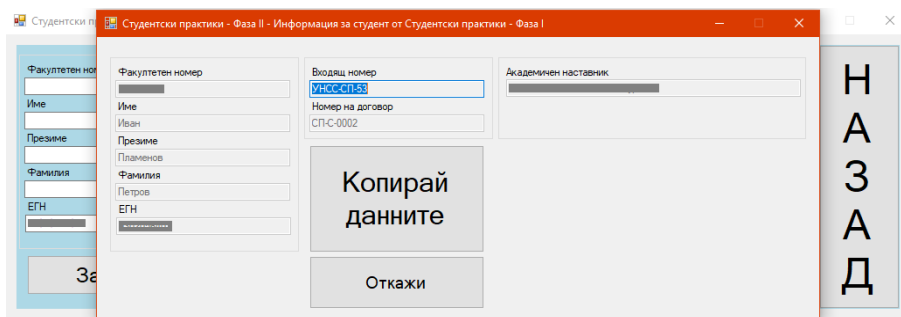 Студентски п
Студентски практики - Фаза II - Информация за студент от Студентски практики - Фаза I
Факултетен ном
Име
Презиме
Фамилия
ЕГН
За
Факултетен номер
Име
Иван
Презиме
Пламенов
Фамилия
Петров
ЕГН
Входящ номер
УНСС-СП-53
Номер на договор
СП-С-0002
Копирай
данните
Откажи
Академичен наставник
Н
А
З
А
Д